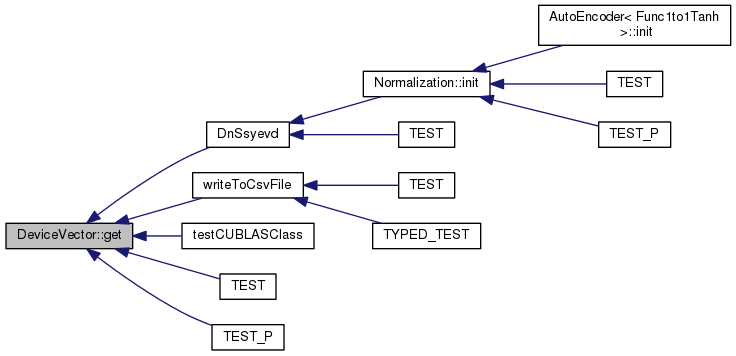 AutoEncoder< Func1to1Tanh
>::init
Normalization::init
TEST
TEST_P
DnSsyevd
TEST
writeToCsvFile
TEST
TYPED_TEST
DeviceVector::get
testCUBLASClass
TEST
TEST_P